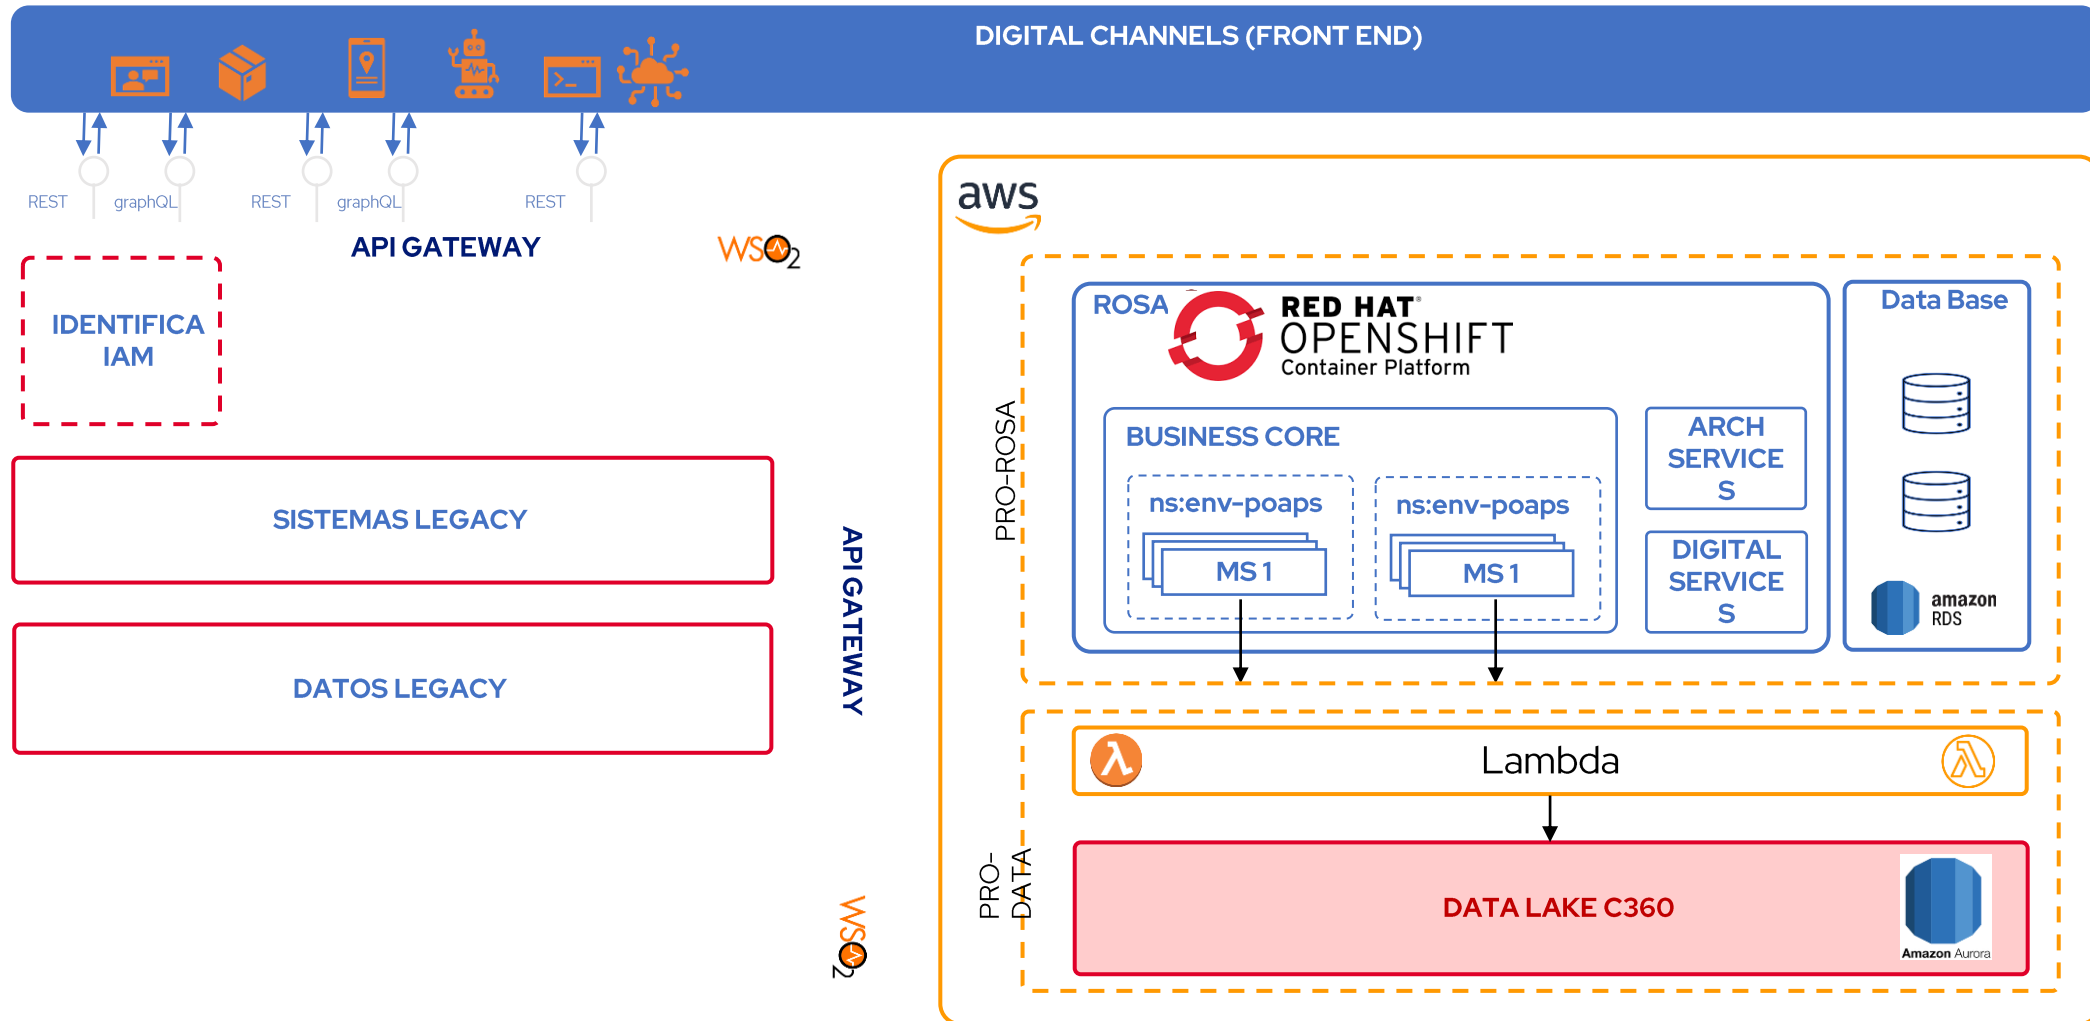 DIGITAL CHANNELS (FRONT END)
REST
graphQL
REST
graphQL
REST
API GATEWAY
WSO2
IDENTIFICA
IAM
SISTEMAS LEGACY
DATOS LEGACY
API GATEWAY
WSO2
aws
PRO-ROSA
ROSA
RED HAT®
OPENSHIFT
Container Platform
BUSINESS CORE
ns:env-poaps
MS 1
ns:env-poaps
MS 1
ARCH
SERVICE
S
DIGITAL
SERVICE
S
Data Base
amazon
RDS
PRO-
DATA
Lambda
DATA LAKE C360
Amazon Aurora